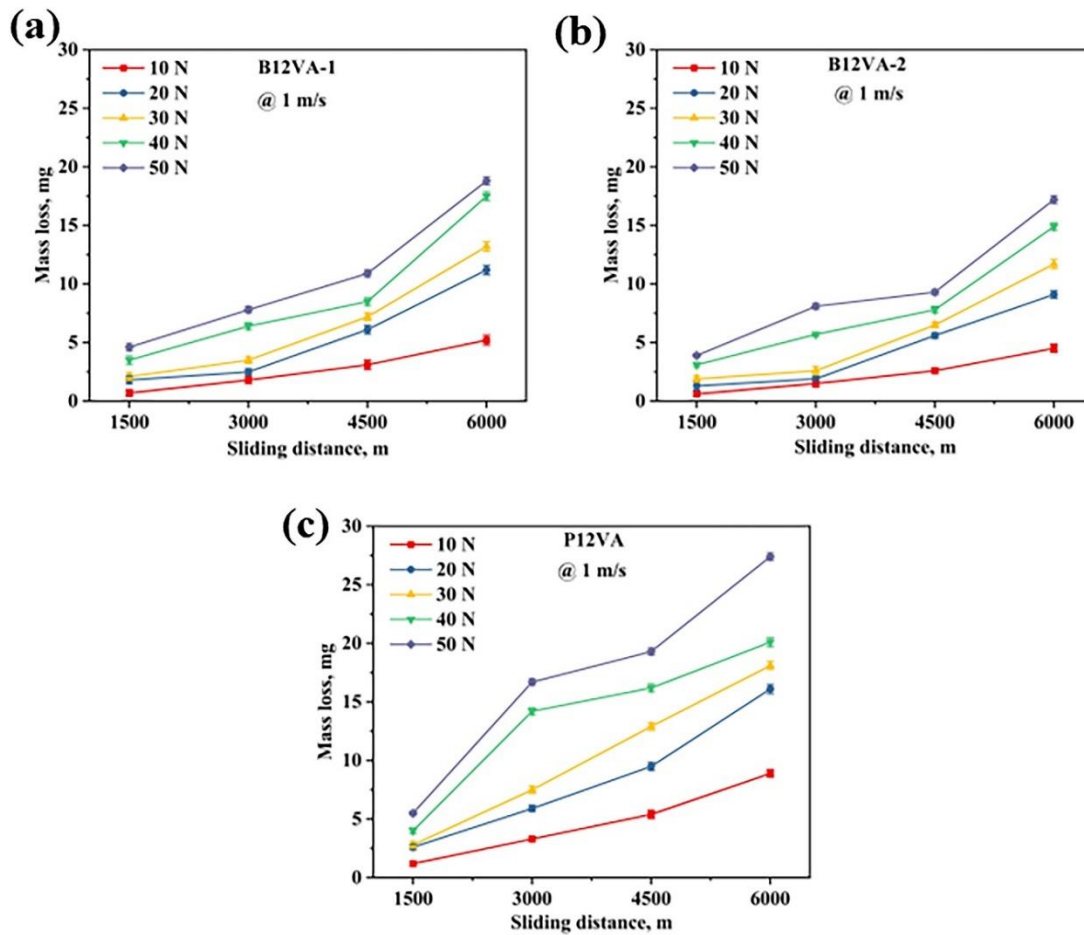 (a)
B12VA-1
@ 1 m/s
10 N
20 N
30 N
40 N
50 N
30
25
20
15
10
5
0
Mass loss, mg
1500 3000 4500 6000
Sliding distance, m
(b)
B12VA-2
@ 1 m/s
10 N
20 N
30 N
40 N
50 N
30
25
20
15
10
5
0
Mass loss, mg
1500 3000 4500 6000
Sliding distance, m
(c)
P12VA
@ 1 m/s
10 N
20 N
30 N
40 N
50 N
30
25
20
15
10
5
0
Mass loss, mg
1500 3000 4500 6000
Sliding distance, m